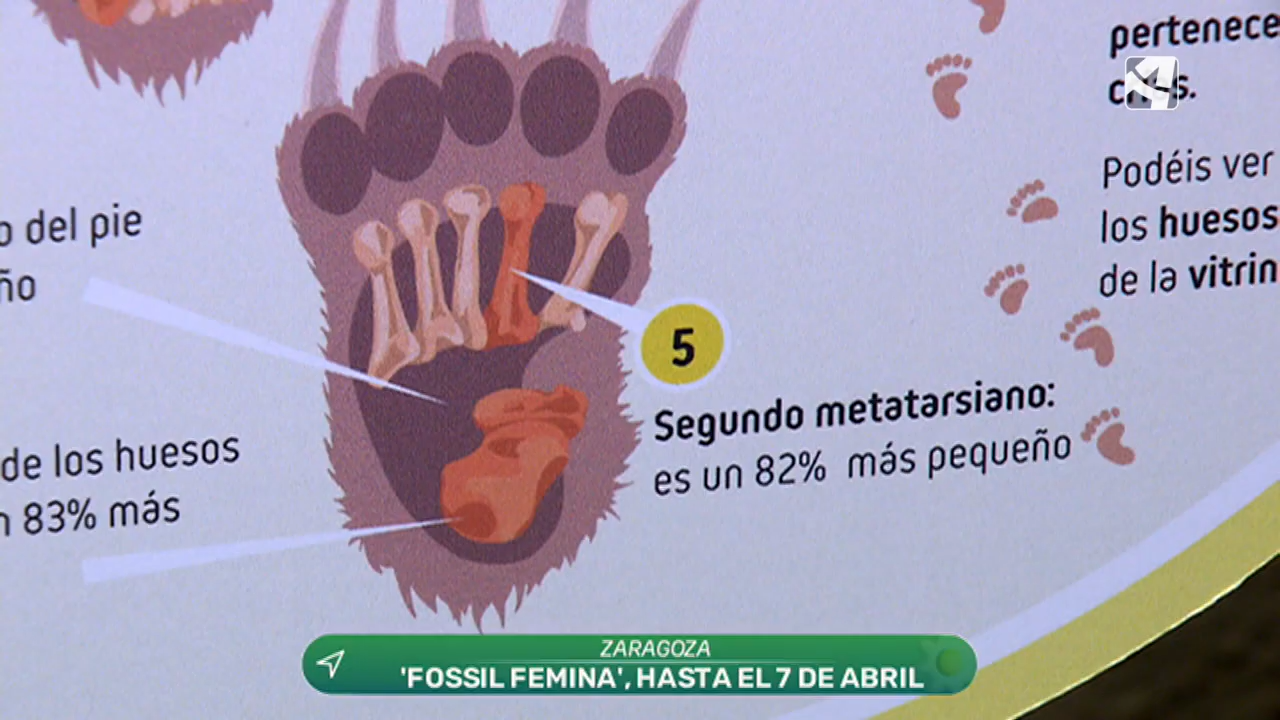 pertenece
o del pie
ño
Podéis ver
los huesos
de la vitrin
5
Segundo metatarsiano:
es un 82% más pequeño
de los huesos
n 83% más
ZARAGOZA
'FOSSIL FEMINA', HASTA EL 7 DE ABRIL